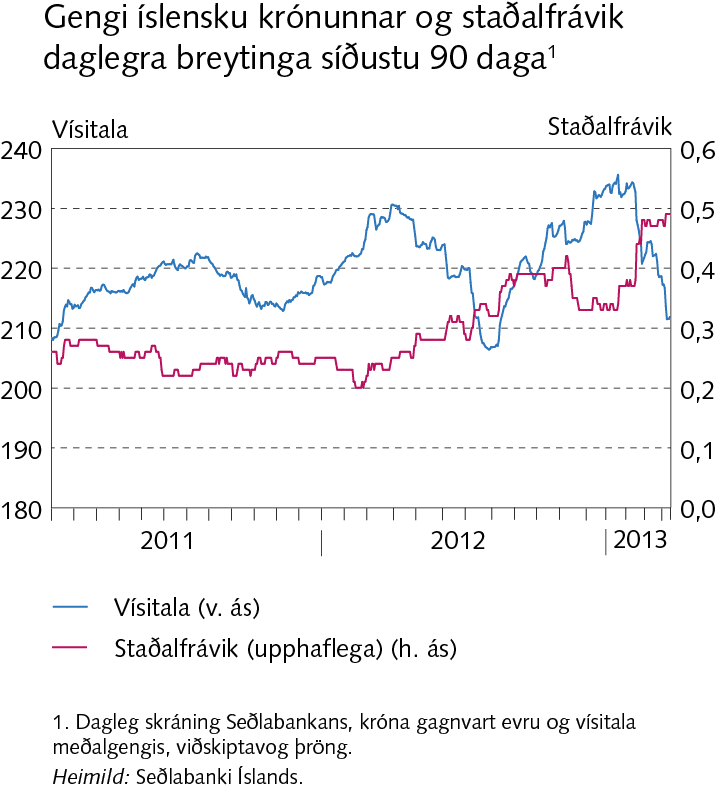 Gengi íslensku krónunnar og staðalfrávik
daglegra breytinga síðustu 90 daga¹
Vísitala Staðalfrávik
240 0,6
230 0,5
220 0,4
210 0,3
200 0,2
190 0,1
180 0,0
2011 2012 2013
Vísitala (v. ás)
Staðalfrávik (upphaflega) (h. ás)
1. Dagleg skráning Seðlabankans, króna gagnvart evru og vísitala
meðalgengis, viðskiptavog þröng.
Heimild: Seðlabanki Íslands.